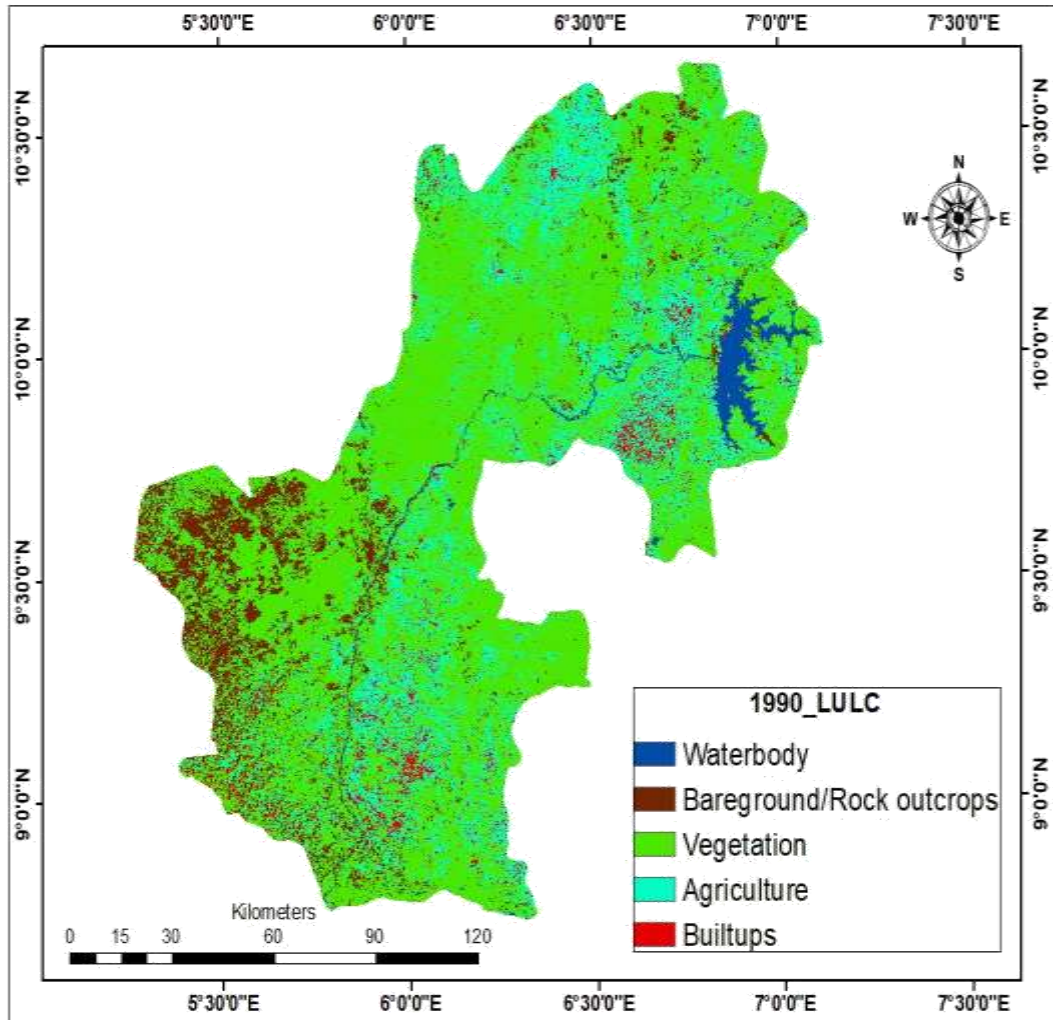 5°30'0"E 6°0'0"E 6°30'0"E 7°0'0"E 7°30'0"E
10°30'0"N 10°30'0"N
N
W E
S
10°0'0"N 10°0'0"N
9°30'0"N 9°30'0"N
9°0'0"N 9°0'0"N
1990_LULC
Waterbody
Bareground/Rock outcrops
Vegetation
Agriculture
Builtups
Kilometers
0 15 30 60 90 120
5°30'0"E 6°0'0"E 6°30'0"E 7°0'0"E 7°30'0"E